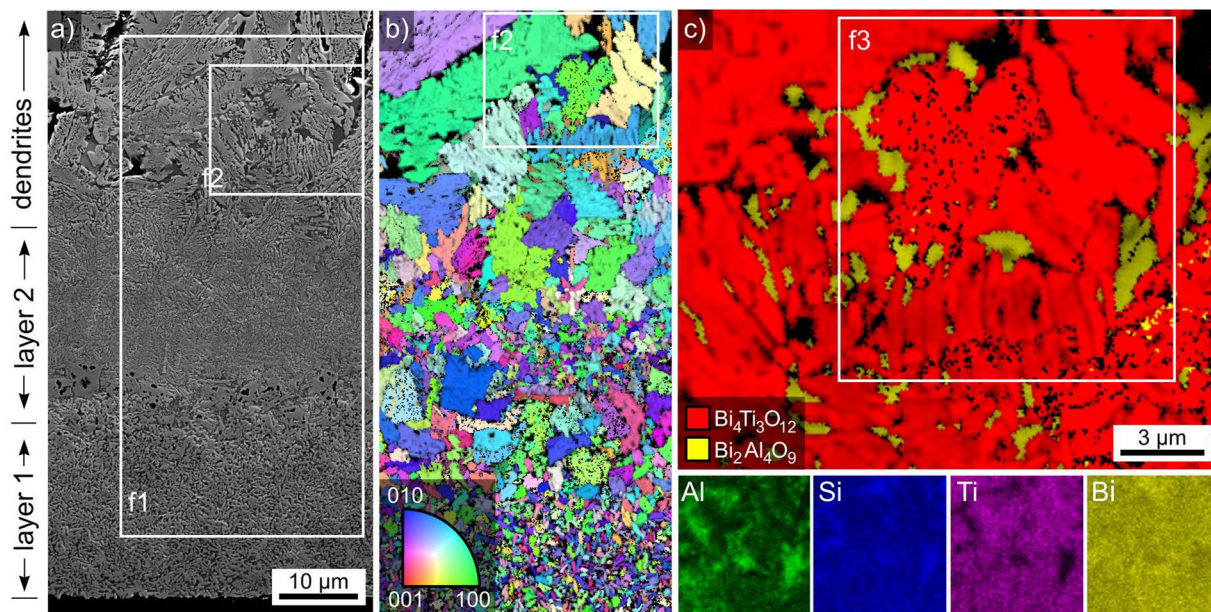 a)
b)
c)
dendrites
layer 2
layer 1
f2
f1
10 µm
f2
010
001
100
f3
Bi₄Ti₃O₁₂
Bi₂Al₄O₉
3 µm
Al
Si
Ti
Bi